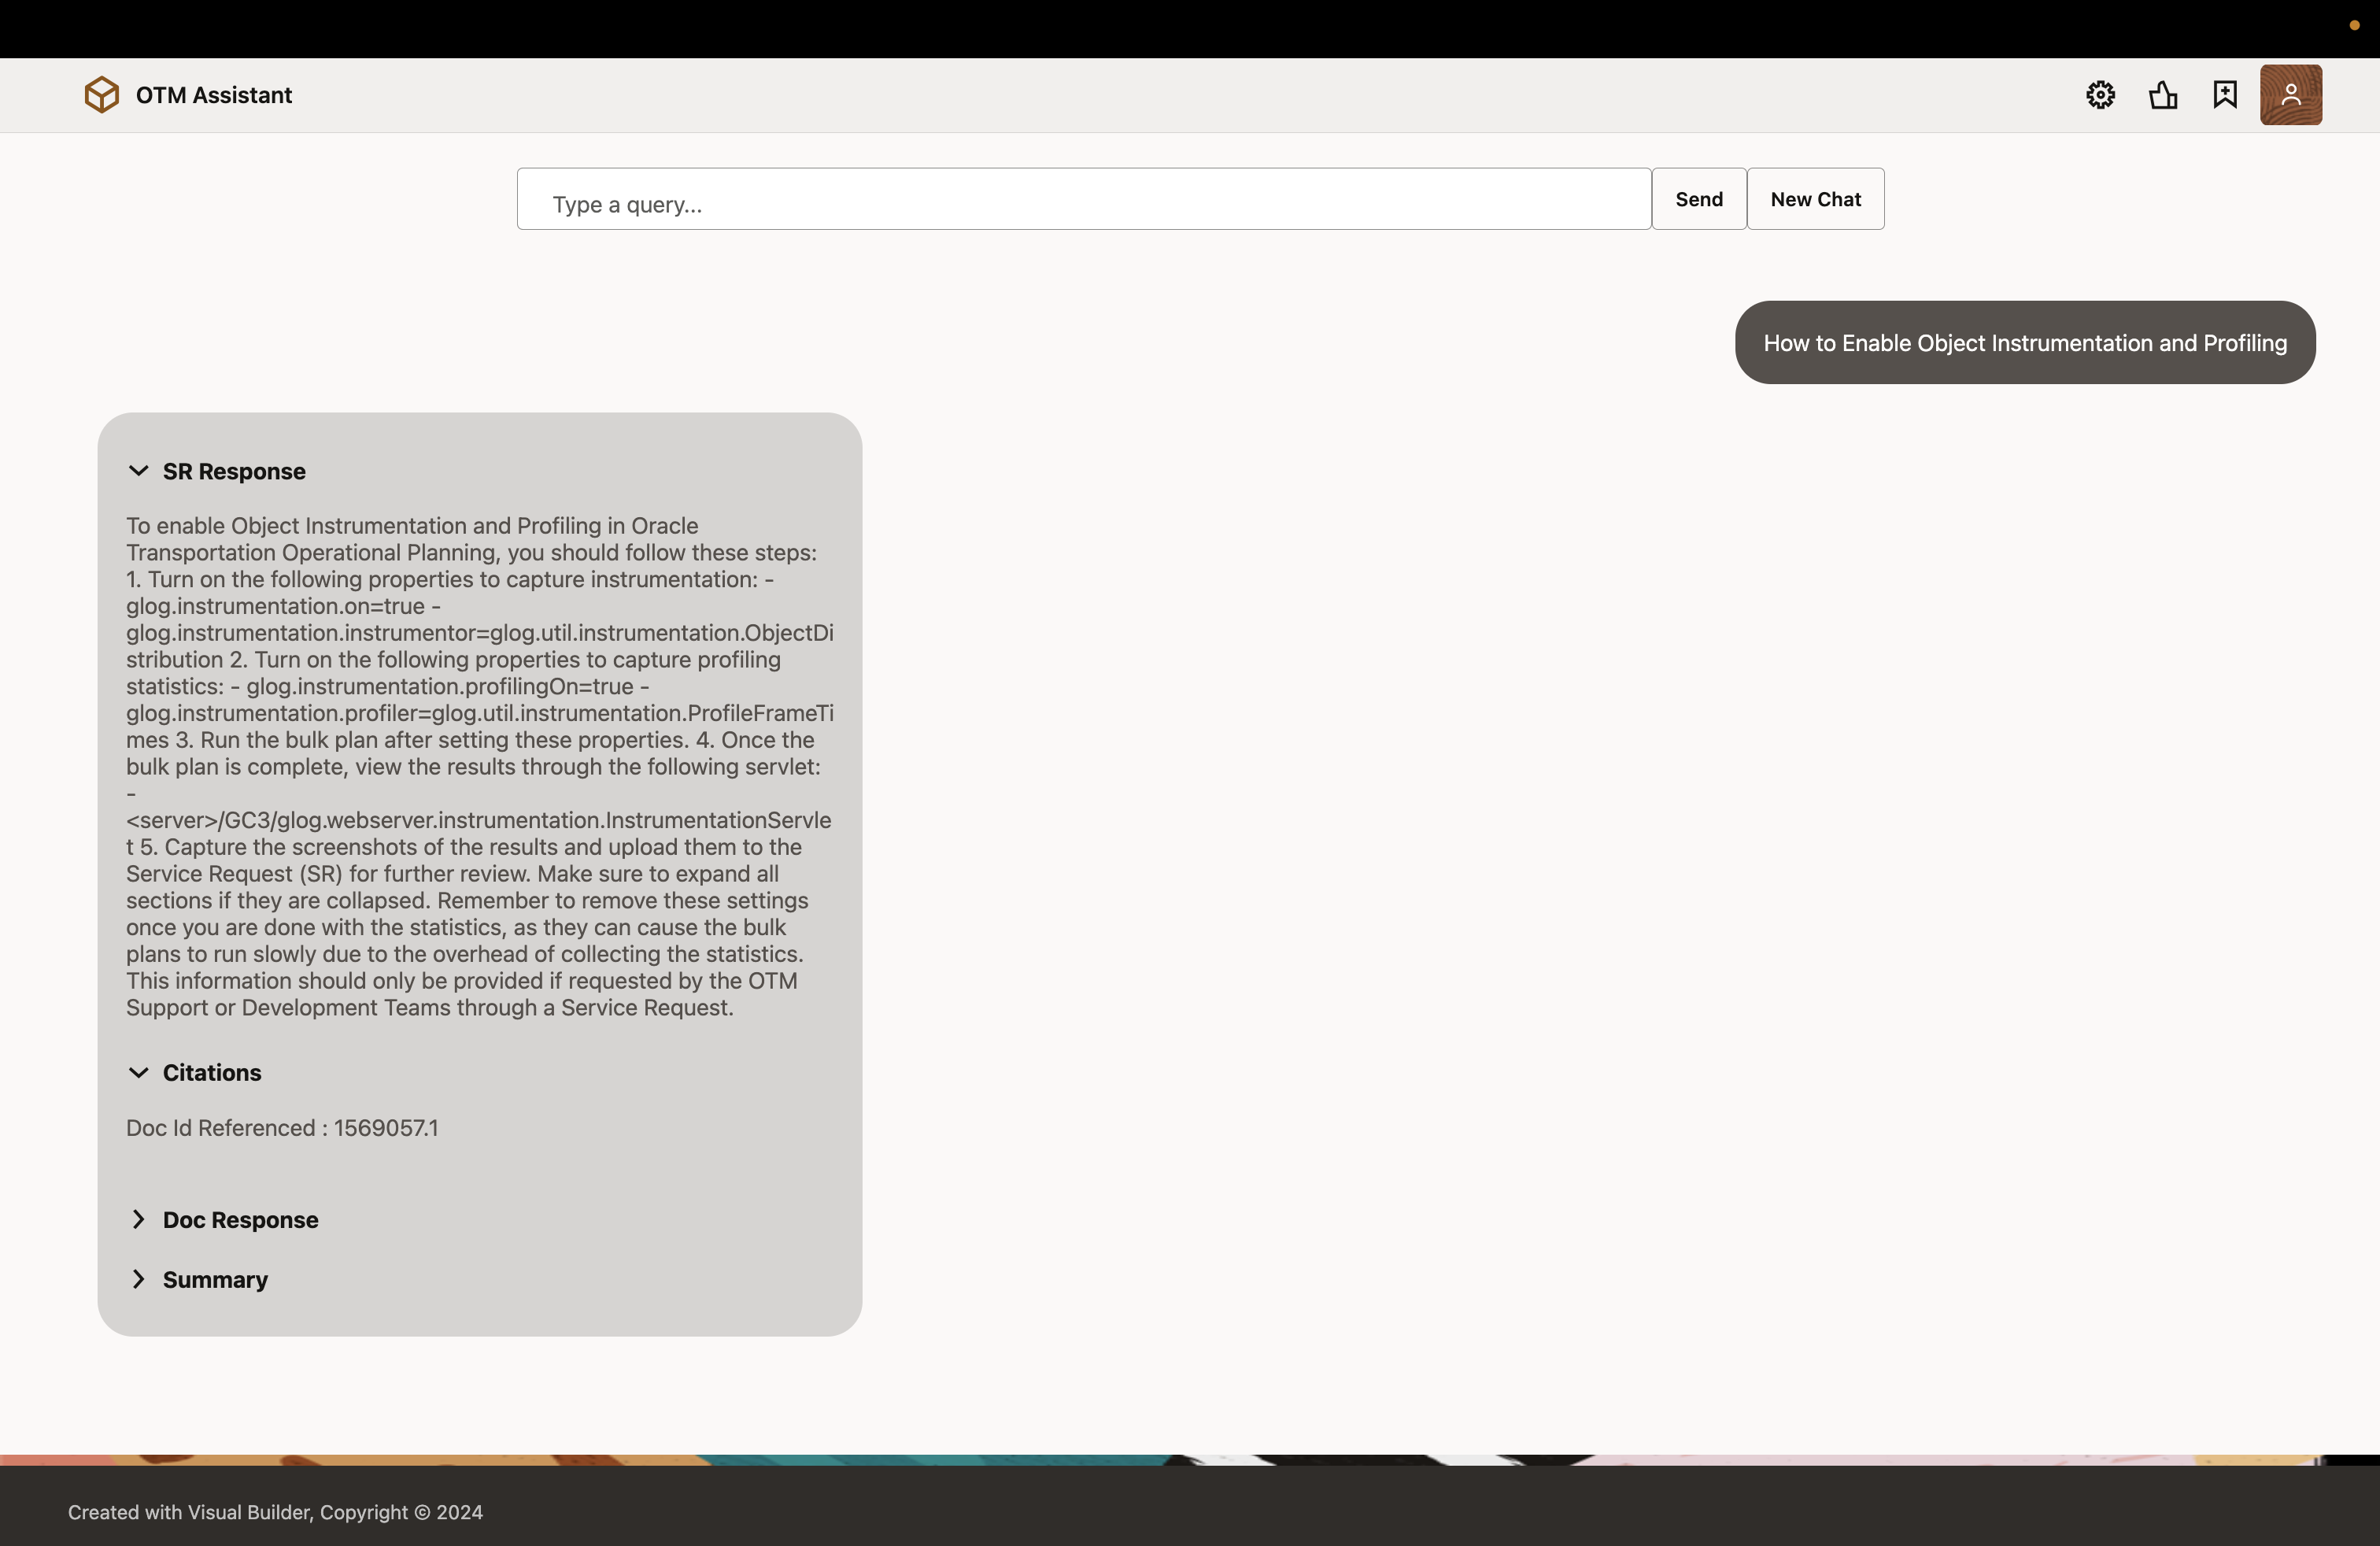 OTM Assistant
Type a query...
Send
New Chat
How to Enable Object Instrumentation and Profiling
SR Response
To enable Object Instrumentation and Profiling in Oracle
Transportation Operational Planning, you should follow these steps:
1. Turn on the following properties to capture instrumentation: -
glog.instrumentation.on=true -
glog.instrumentation.instrumentor=glog.util.instrumentation.ObjectDi
stribution 2. Turn on the following properties to capture profiling
statistics: - glog.instrumentation.profilingOn=true -
glog.instrumentation.profiler=glog.util.instrumentation.ProfileFrameTi
mes 3. Run the bulk plan after setting these properties. 4. Once the
bulk plan is complete, view the results through the following servlet:
-
<server>/GC3/glog.webserver.instrumentation.InstrumentationServle
t 5. Capture the screenshots of the results and upload them to the
Service Request (SR) for further review. Make sure to expand all
sections if they are collapsed. Remember to remove these settings
once you are done with the statistics, as they can cause the bulk
plans to run slowly due to the overhead of collecting the statistics.
This information should only be provided if requested by the OTM
Support or Development Teams through a Service Request.
Citations
Doc Id Referenced : 1569057.1
Doc Response
Summary
Created with Visual Builder, Copyright © 2024